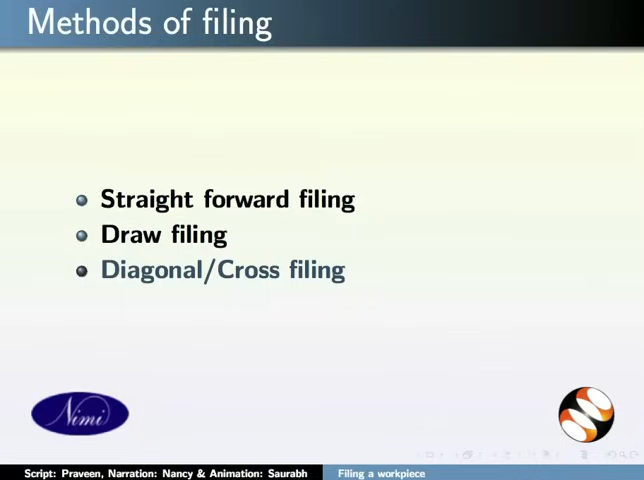 Methods of filing
Straight forward filing
Draw filing
Diagonal/Cross filing
Nimi
Script: Praveen, Narration: Nancy & Animation: Saurabh
Filing a workpiece